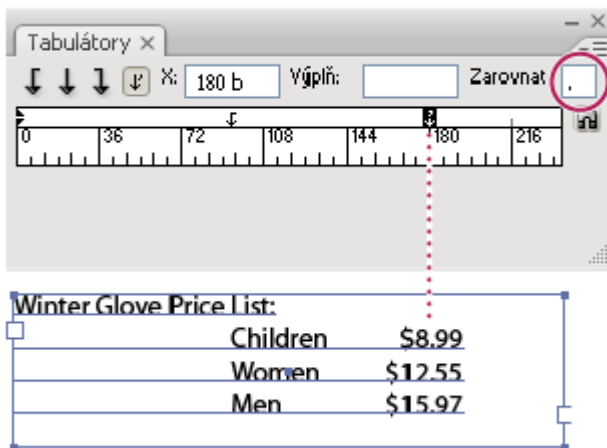 Tabulátory
X: 180 b Výplň: Zarovnat .
0 36 72 108 144 180 216
Winter Glove Price List:
Children $8.99
Women $12.55
Men $15.97